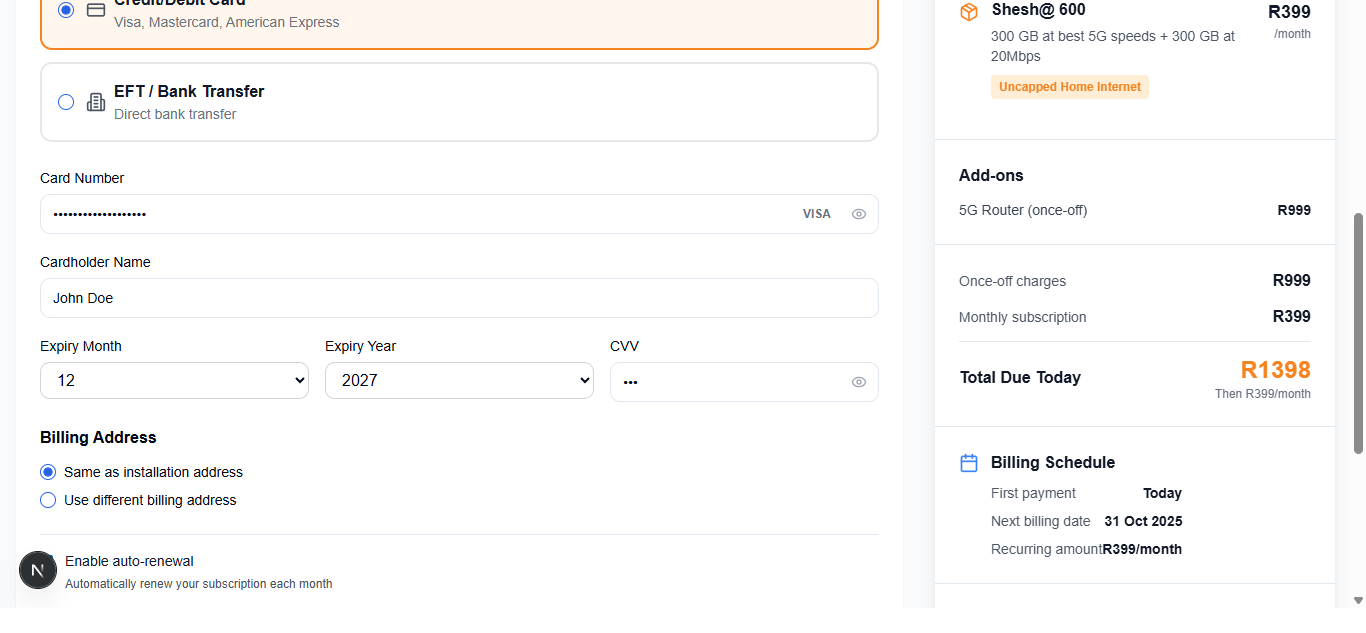 Credit/Debit Card
Visa, Mastercard, American Express
EFT / Bank Transfer
Direct bank transfer
Card Number
•••••••••••••••••••
VISA
Cardholder Name
John Doe
Expiry Month
Expiry Year
CVV
12
2027
•••
Billing Address
Same as installation address
Use different billing address
N
Enable auto-renewal
Automatically renew your subscription each month
Shesh@ 600
R399
/month
300 GB at best 5G speeds + 300 GB at
20Mbps
Uncapped Home Internet
Add-ons
5G Router (once-off)
R999
Once-off charges
R999
Monthly subscription
R399
Total Due Today
R1398
Then R399/month
Billing Schedule
First payment
Today
Next billing date
31 Oct 2025
Recurring amount
R399/month